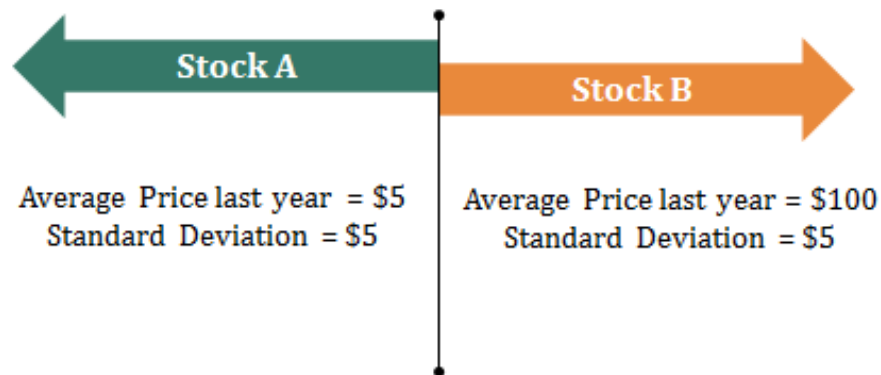 Stock A
Stock B
Average Price last year = $5
Standard Deviation = $5
Average Price last year = $100
Standard Deviation = $5